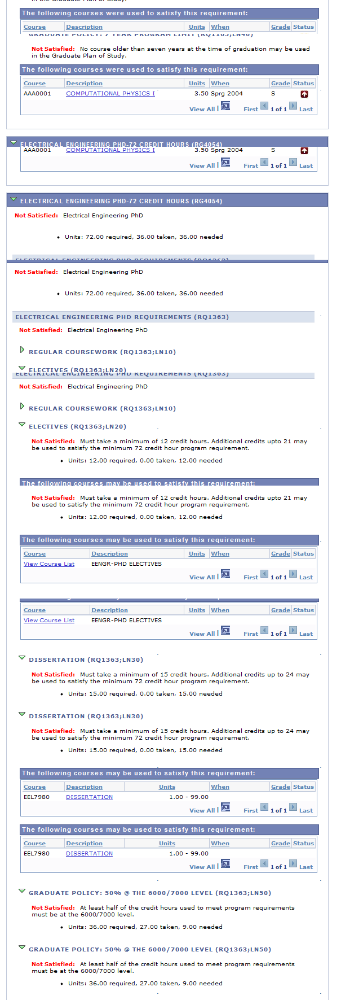 in the Graduate Plan of Study.
The following courses were used to satisfy this requirement:
Course Description Units When Grade Status
GRADUATE POLICY: 7 YEAR PROGRAM LIMIT (RQ1165;LN40)
Not Satisfied: No course older than seven years at the time of graduation may be used
in the Graduate Plan of Study.
The following courses were used to satisfy this requirement:
Course Description Units When Grade Status
AAA0001 COMPUTATIONAL PHYSICS I 3.50 Sprg 2004 S
View All | First 1 of 1 Last
ELECTRICAL ENGINEERING PHD-72 CREDIT HOURS (RG4054)
AAA0001 COMPUTATIONAL PHYSICS I 3.50 Sprg 2004 S
View All | First 1 of 1 Last
ELECTRICAL ENGINEERING PHD-72 CREDIT HOURS (RG4054)
Not Satisfied: Electrical Engineering PhD
• Units: 72.00 required, 36.00 taken, 36.00 needed
ELECTRICAL ENGINEERING PHD REQUIREMENTS (RQ1363)
Not Satisfied: Electrical Engineering PhD
• Units: 72.00 required, 36.00 taken, 36.00 needed
ELECTRICAL ENGINEERING PHD REQUIREMENTS (RQ1363)
Not Satisfied: Electrical Engineering PhD
REGULAR COURSEWORK (RQ1363;LN10)
ELECTIVES (RQ1363;LN20)
ELECTRICAL ENGINEERING PHD REQUIREMENTS (RQ1363)
Not Satisfied: Electrical Engineering PhD
REGULAR COURSEWORK (RQ1363;LN10)
ELECTIVES (RQ1363;LN20)
Not Satisfied: Must take a minimum of 12 credit hours. Additional credits upto 21 may
be used to satisfy the minimum 72 credit hour program requirement.
• Units: 12.00 required, 0.00 taken, 12.00 needed
The following courses may be used to satisfy this requirement:
Not Satisfied: Must take a minimum of 12 credit hours. Additional credits upto 21 may
be used to satisfy the minimum 72 credit hour program requirement.
• Units: 12.00 required, 0.00 taken, 12.00 needed
The following courses may be used to satisfy this requirement:
Course Description Units When Grade Status
View Course List EENGR-PHD ELECTIVES
View All | First 1 of 1 Last
Course Description Units When Grade Status
View Course List EENGR-PHD ELECTIVES
View All | First 1 of 1 Last
DISSERTATION (RQ1363;LN30)
Not Satisfied: Must take a minimum of 15 credit hours. Additional credits up to 24 may
be used to satisfy the minimum 72 credit hour program requirement.
• Units: 15.00 required, 0.00 taken, 15.00 needed
DISSERTATION (RQ1363;LN30)
Not Satisfied: Must take a minimum of 15 credit hours. Additional credits up to 24 may
be used to satisfy the minimum 72 credit hour program requirement.
• Units: 15.00 required, 0.00 taken, 15.00 needed
The following courses may be used to satisfy this requirement:
Course Description Units When Grade Status
EEL7980 DISSERTATION 1.00 - 99.00
View All | First 1 of 1 Last
The following courses may be used to satisfy this requirement:
Course Description Units When Grade Status
EEL7980 DISSERTATION 1.00 - 99.00
View All | First 1 of 1 Last
GRADUATE POLICY: 50% @ THE 6000/7000 LEVEL (RQ1363;LN50)
Not Satisfied: At least half of the credit hours used to meet program requirements
must be at the 6000/7000 level.
• Units: 36.00 required, 27.00 taken, 9.00 needed
GRADUATE POLICY: 50% @ THE 6000/7000 LEVEL (RQ1363;LN50)
Not Satisfied: At least half of the credit hours used to meet program requirements
must be at the 6000/7000 level.
• Units: 36.00 required, 27.00 taken, 9.00 needed